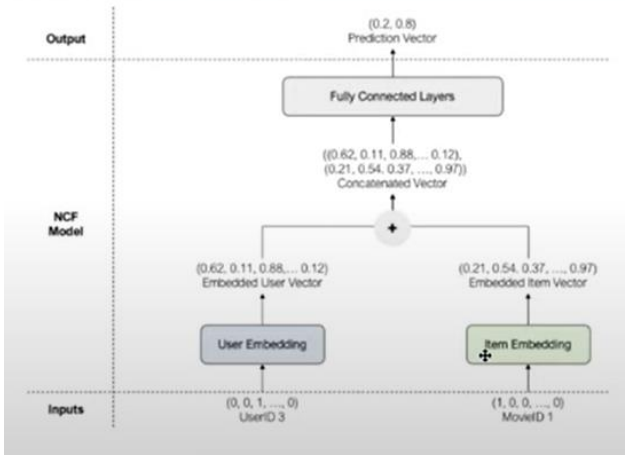 Output
(0.2, 0.8)
Prediction Vector
Fully Connected Layers
((0.62, 0.11, 0.88,... 0.12),
(0.21, 0.54. 0.37, ..., 0.97))
Concatenated Vector
NCF
Model
+
(0.62, 0.11, 0.88,... 0.12)
Embedded User Vector
(0.21, 0.54. 0.37, ..., 0.97)
Embedded Item Vector
User Embedding
Item Embedding
Inputs
(0, 0, 1, ..., 0)
UserID 3
(1, 0, 0, ..., 0)
MovieID 1